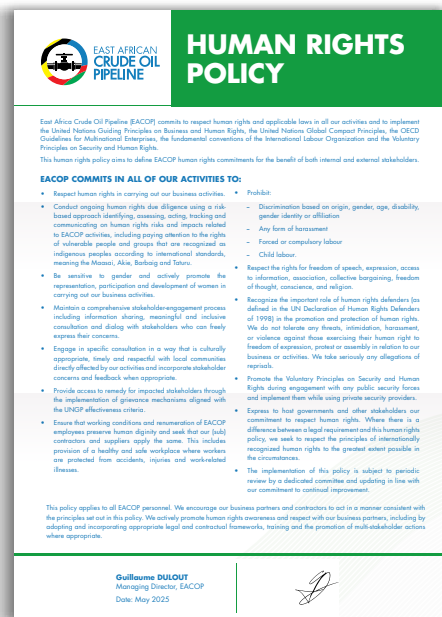 EAST AFRICAN
CRUDE OIL
PIPELINE
HUMAN RIGHTS
POLICY
East Africa Crude Oil Pipeline (EACOP) commits to respect human rights and applicable laws in all our activities and to implement
the United Nations Guiding Principles on Business and Human Rights, the United Nations Global Compact Principles, the OECD
Guidelines for Multinational Enterprises, the fundamental conventions of the International Labour Organization and the Voluntary
Principles on Security and Human Rights.
This human rights policy aims to define EACOP human rights commitments for the benefit of both internal and external stakeholders.
EACOP COMMITS IN ALL OF OUR ACTIVITIES TO:
• Respect human rights in carrying out our business activities.
• Conduct ongoing human rights due diligence using a risk-
based approach identifying, assessing, acting, tracking and
communicating on human rights risks and impacts related
to EACOP activities, including paying attention to the rights
of vulnerable people and groups that are recognized as
indigenous peoples according to international standards,
meaning the Maasai, Akie, Barbaig and Taturu.
• Be sensitive to gender and actively promote the
representation, participation and development of women in
carrying out our business activities.
• Maintain a comprehensive stakeholder-engagement process
including information sharing, meaningful and inclusive
consultation and dialog with stakeholders who can freely
express their concerns.
• Engage in specific consultation in a way that is culturally
appropriate, timely and respectful with local communities
directly affected by our activities and incorporate stakeholder
concerns and feedback when appropriate.
• Provide access to remedy for impacted stakeholders through
the implementation of grievance mechanisms aligned with
the UNGP effectiveness criteria.
• Ensure that working conditions and renumeration of EACOP
employees preserve human dignity and seek that our (sub)
contractors and suppliers apply the same. This includes
provision of a healthy and safe workplace where workers
are protected from accidents, injuries and work-related
illnesses.
• Prohibit:
– Discrimination based on origin, gender, age, disability,
gender identity or affiliation
– Any form of harassment
– Forced or compulsory labour
– Child labour.
• Respect the rights for freedom of speech, expression, access
to information, association, collective bargaining, freedom
of thought, conscience, and religion.
• Recognize the important role of human rights defenders (as
defined in the UN Declaration of Human Rights Defenders
of 1998) in the promotion and protection of human rights.
We do not tolerate any threats, intimidation, harassment,
or violence against those exercising their human right to
freedom of expression, protest or assembly in relation to our
business or activities. We take seriously any allegations of
reprisals.
• Promote the Voluntary Principles on Security and Human
Rights during engagement with any public security forces
and implement them while using private security providers.
• Express to host governments and other stakeholders our
commitment to respect human rights. Where there is a
difference between a legal requirement and this human rights
policy, we seek to respect the principles of internationally
recognized human rights to the greatest extent possible in
the circumstances.
• The implementation of this policy is subject to periodic
review by a dedicated committee and updating in line with
our commitment to continual improvement.
This policy applies to all EACOP personnel. We encourage our business partners and contractors to act in a manner consistent with
the principles set out in this policy. We actively promote human rights awareness and respect with our business partners, including by
adopting and incorporating appropriate legal and contractual frameworks, training and the promotion of multi-stakeholder actions
where appropriate.
Guillaume DULOUT
Managing Director, EACOP
Date: May 2025